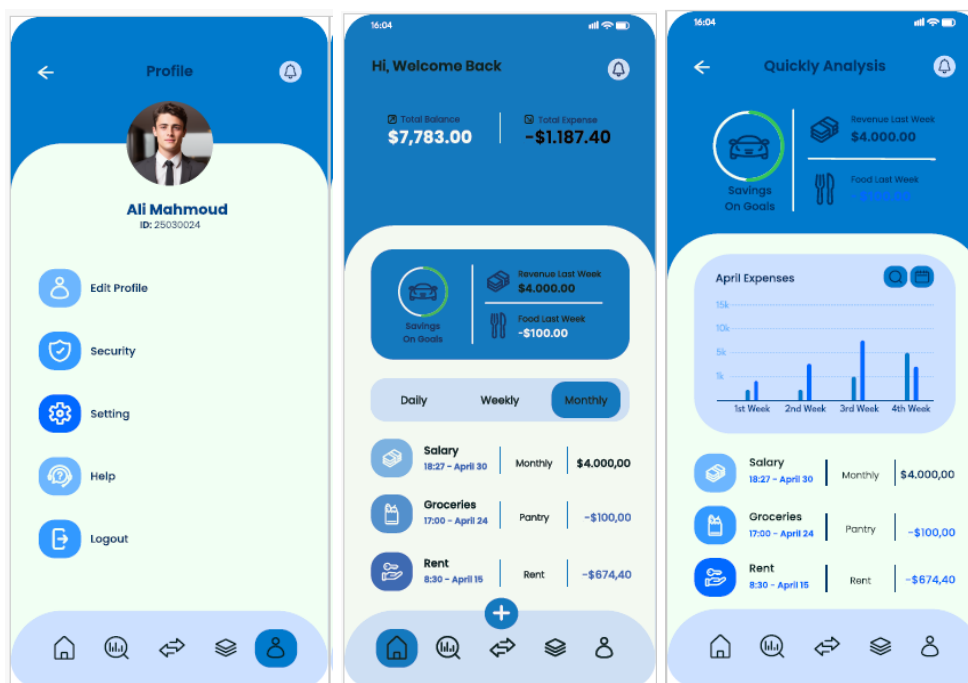 Profile
Ali Mahmoud
ID: 25030024
Edit Profile
Security
Setting
Help
Logout
16:04
Hi, Welcome Back
Total Balance
$7,783.00
Total Expense
-$1.187.40
Savings
On Goals
Revenue Last Week
$4.000.00
Food Last Week
-$100.00
Daily
Weekly
Monthly
Salary
18:27 - April 30
Monthly
$4.000,00
Groceries
17:00 - April 24
Pantry
-$100,00
Rent
8:30 - April 15
Rent
-$674,40
16:04
Quickly Analysis
Savings
On Goals
Revenue Last Week
$4.000.00
Food Last Week
-$100.00
April Expenses
15k
10k
5k
1k
1st Week
2nd Week
3rd Week
4th Week
Salary
18:27 - April 30
Monthly
$4.000,00
Groceries
17:00 - April 24
Pantry
-$100,00
Rent
8:30 - April 15
Rent
-$674,40